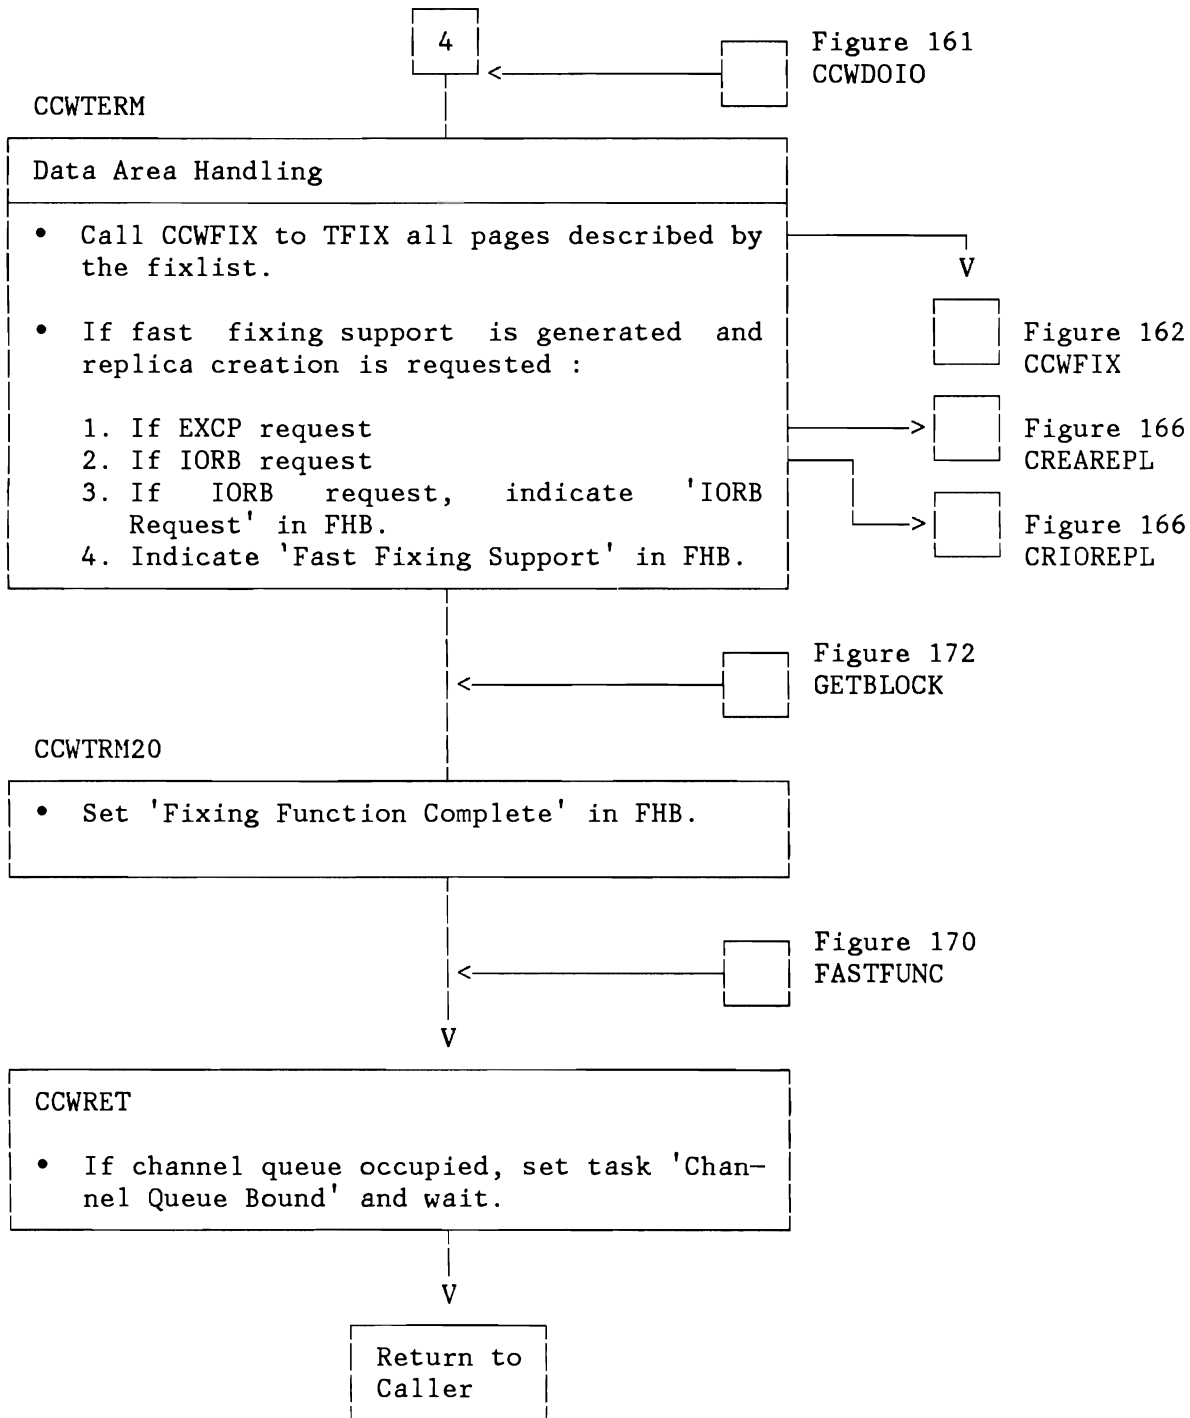 4
Figure 161
CCWDOIO
CCWTERM
Data Area Handling
• Call CCWFIX to TFIX all pages described by
the fixlist.
V
• If fast fixing support is generated and
replica creation is requested :
Figure 162
CCWFIX
1. If EXCP request
2. If IORB request
3. If IORB request, indicate 'IORB
Request' in FHB.
4. Indicate 'Fast Fixing Support' in FHB.
Figure 166
CREAREPL
Figure 166
CRIOREPL
Figure 172
GETBLOCK
CCWTRM20
• Set 'Fixing Function Complete' in FHB.
Figure 170
FASTFUNC
V
CCWRET
• If channel queue occupied, set task 'Chan-
nel Queue Bound' and wait.
V
Return to
Caller